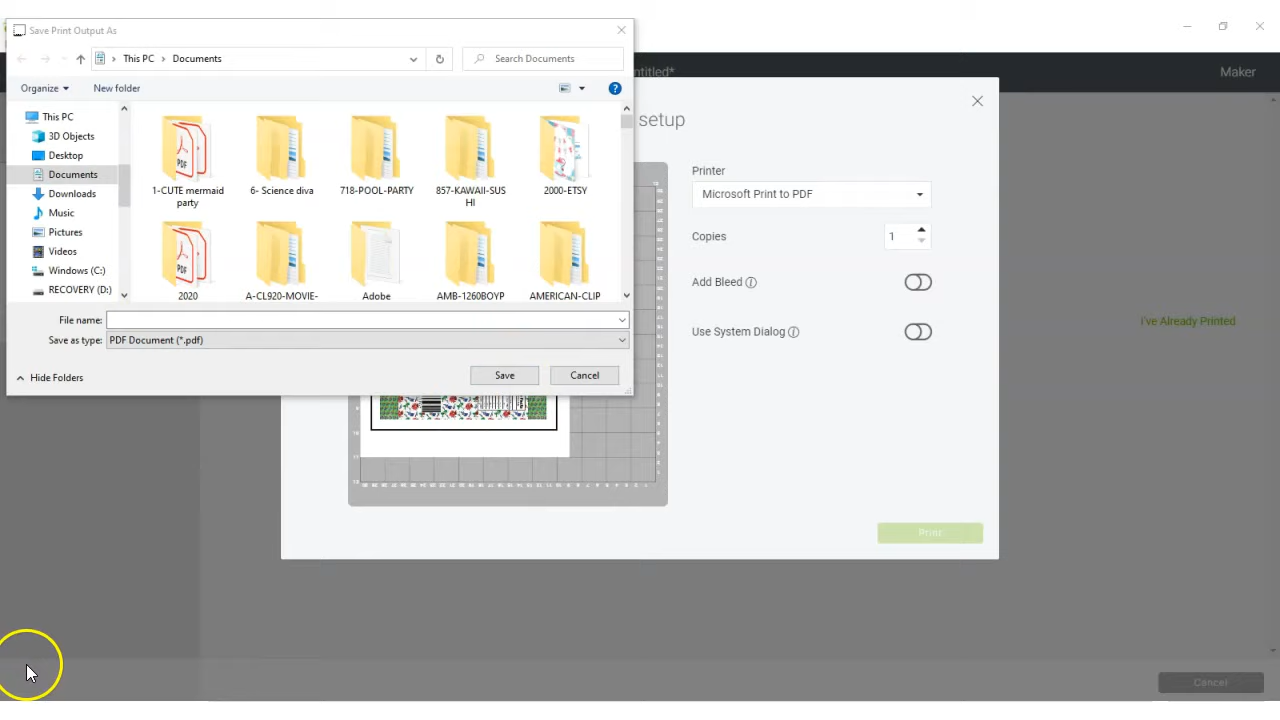 Save Print Output As
This PC
Documents
Search Documents
Organize
New folder
This PC
3D Objects
Desktop
Documents
Downloads
Music
Pictures
Videos
Windows (C:)
RECOVERY (D:)
1-CUTE mermaid
party
6- Science diva
718-POOL-PARTY
857-KAWAII-SUS
HI
2000-ETSY
2020
A-CL920-MOVIE-
Adobe
AMB-1260BOYP
AMERICAN-CLIP
File name:
Save as type:
PDF Document (*.pdf)
Hide Folders
Save
Cancel
ntitled*
Maker
setup
Printer
Microsoft Print to PDF
Copies
1
Add Bleed
Use System Dialog
Print
I've Already Printed
Cancel